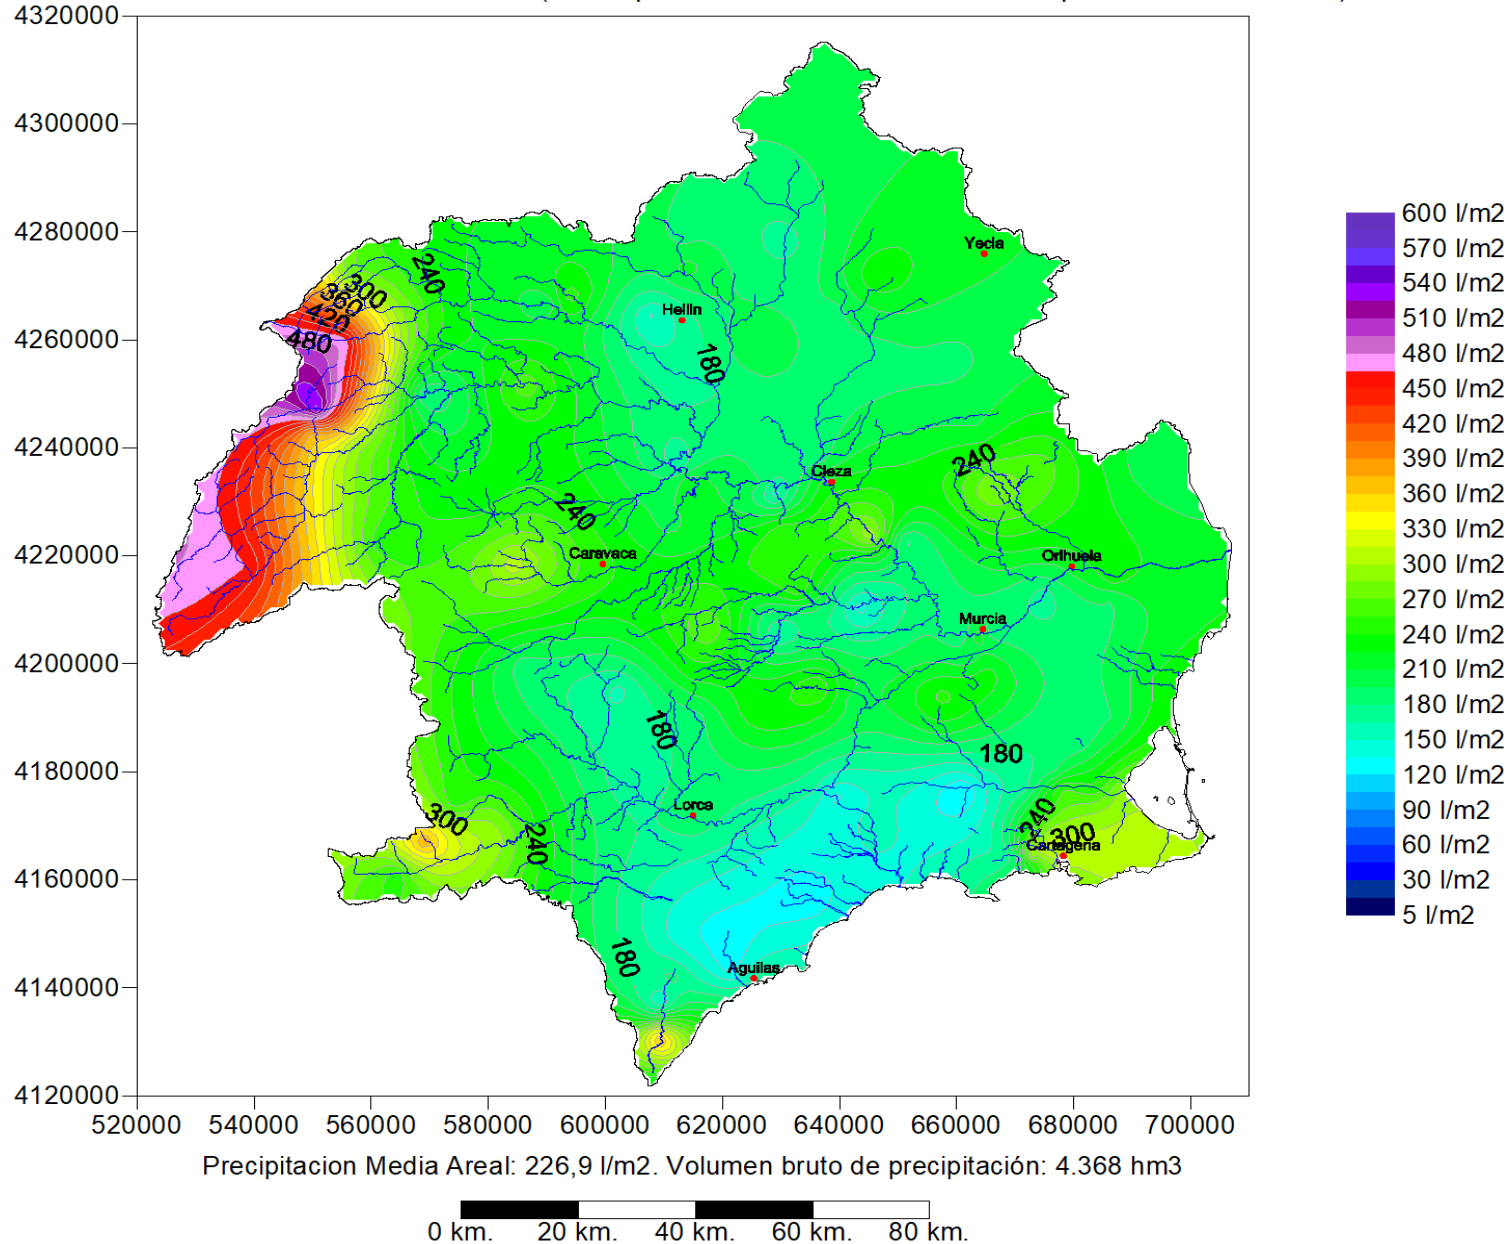 4320000
4300000
4280000
4260000
4240000
4220000
4200000
4180000
4160000
4140000
4120000
520000 540000 560000 580000 600000 620000 640000 660000 680000 700000
Yecla
240
300
360
420
480
Hellin
180
Cieza
240
240
Caravaca
Orihuela
Murcia
180
180
Lorca
300
240
240
300
Cartagena
180
Aguilas
600 l/m2
570 l/m2
540 l/m2
510 l/m2
480 l/m2
450 l/m2
420 l/m2
390 l/m2
360 l/m2
330 l/m2
300 l/m2
270 l/m2
240 l/m2
210 l/m2
180 l/m2
150 l/m2
120 l/m2
90 l/m2
60 l/m2
30 l/m2
5 l/m2
Precipitacion Media Areal: 226,9 l/m2. Volumen bruto de precipitación: 4.368 hm3
0 km. 20 km. 40 km. 60 km. 80 km.